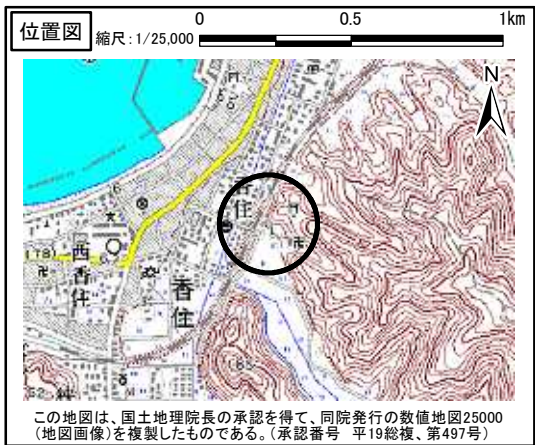 位置図
縮尺：1/25,000
0 0.5 1km
N
香住
西香住
(178)
香住
この地図は、国土地理院長の承認を得て、同院発行の数値地図25000
（地図画像）を複製したものである。（承認番号 平19総複、第497号）